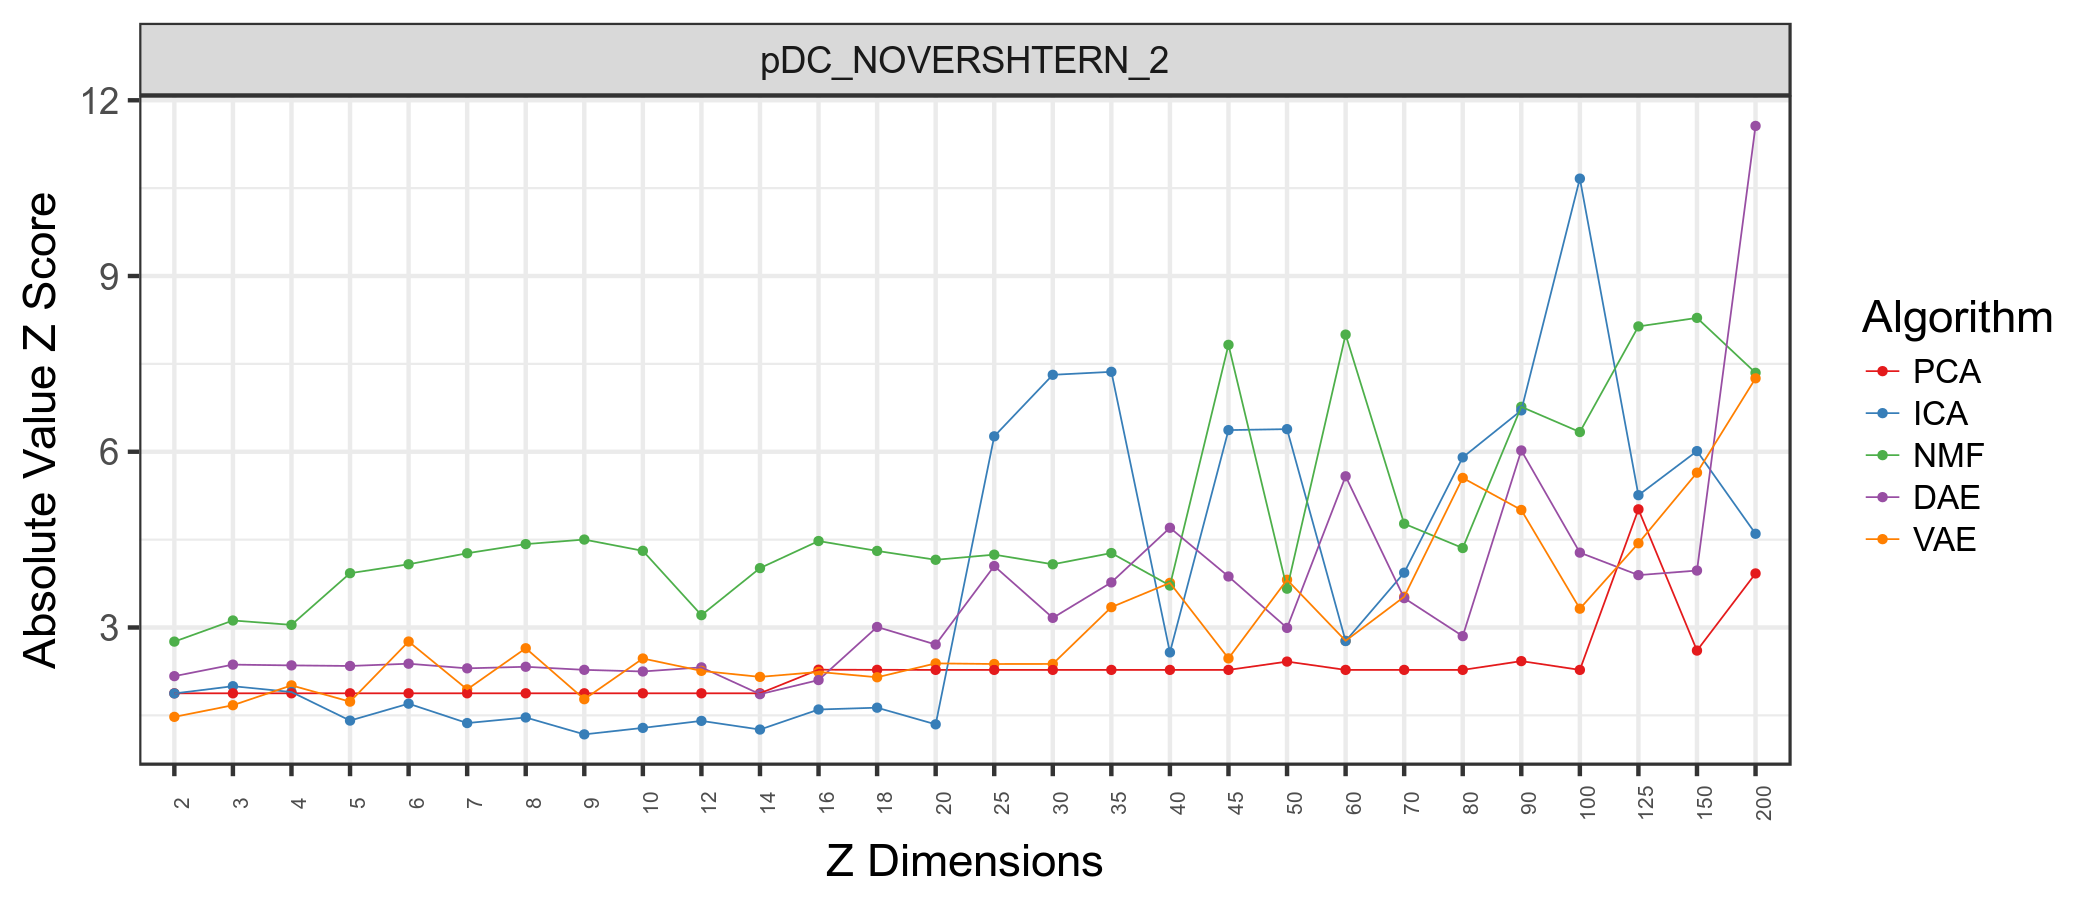 pDC_NOVERSHTERN_2
12
9
6
3
Absolute Value Z Score
2 3 4 5 6 7 8 9 10 12 14 16 18 20 25 30 35 40 45 50 60 70 80 90 100 125 150 200
Z Dimensions
Algorithm
PCA
ICA
NMF
DAE
VAE